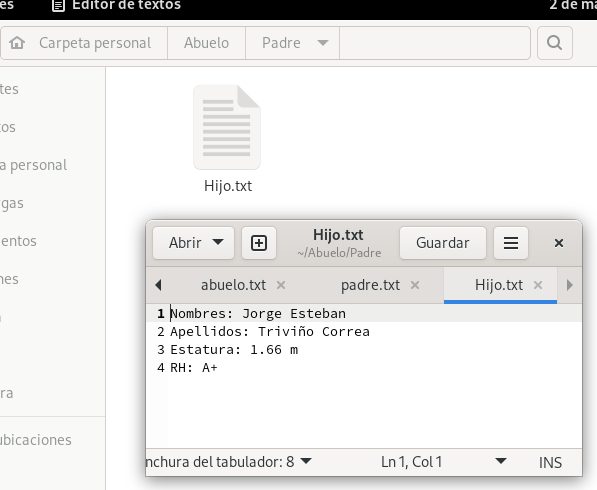 es Editor de textos 2 de ma
Carpeta personal Abuelo Padre
tes
tos
a personal
gas
entos
nes
ra
ubicaciones
Hijo.txt
Abrir Hijo.txt Guardar
~/Abuelo/Padre
abuelo.txt padre.txt Hijo.txt
1 Nombres: Jorge Esteban
2 Apellidos: Triviño Correa
3 Estatura: 1.66 m
4 RH: A+
nchura del tabulador: 8 Ln 1, Col 1 INS